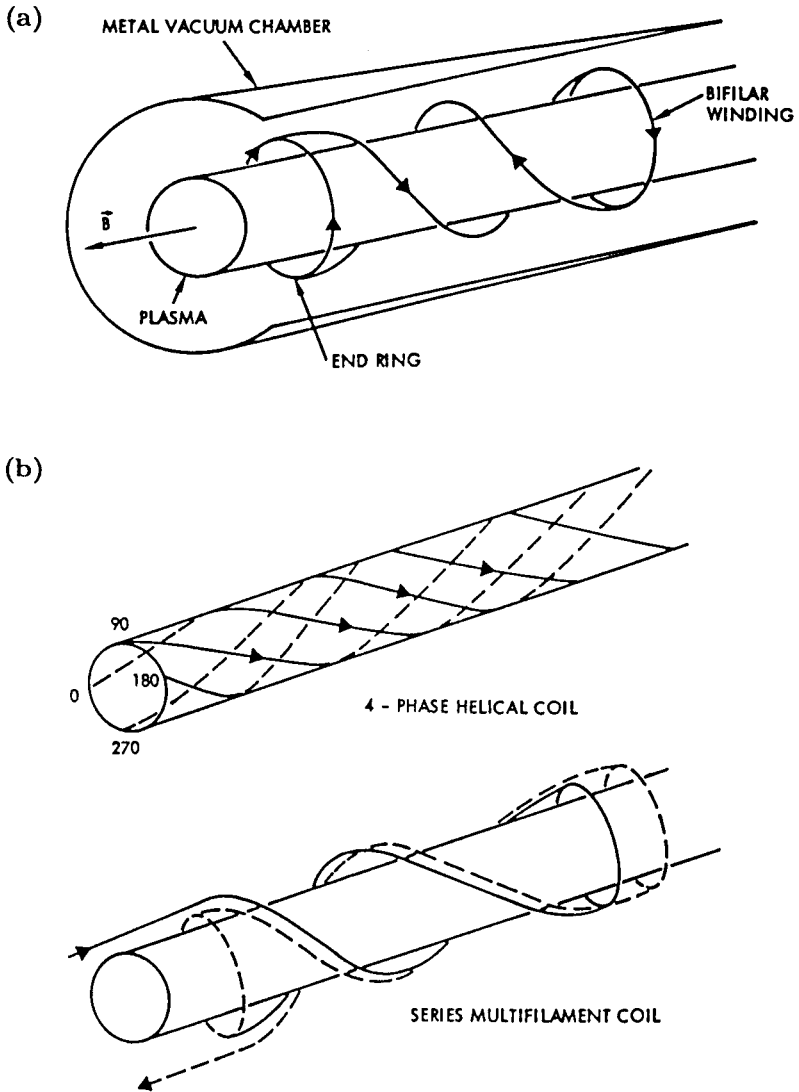 (a)
METAL VACUUM CHAMBER
BIFILAR
WINDING
B
PLASMA
END RING
(b)
90
0
180
270
4 - PHASE HELICAL COIL
SERIES MULTIFILAMENT COIL